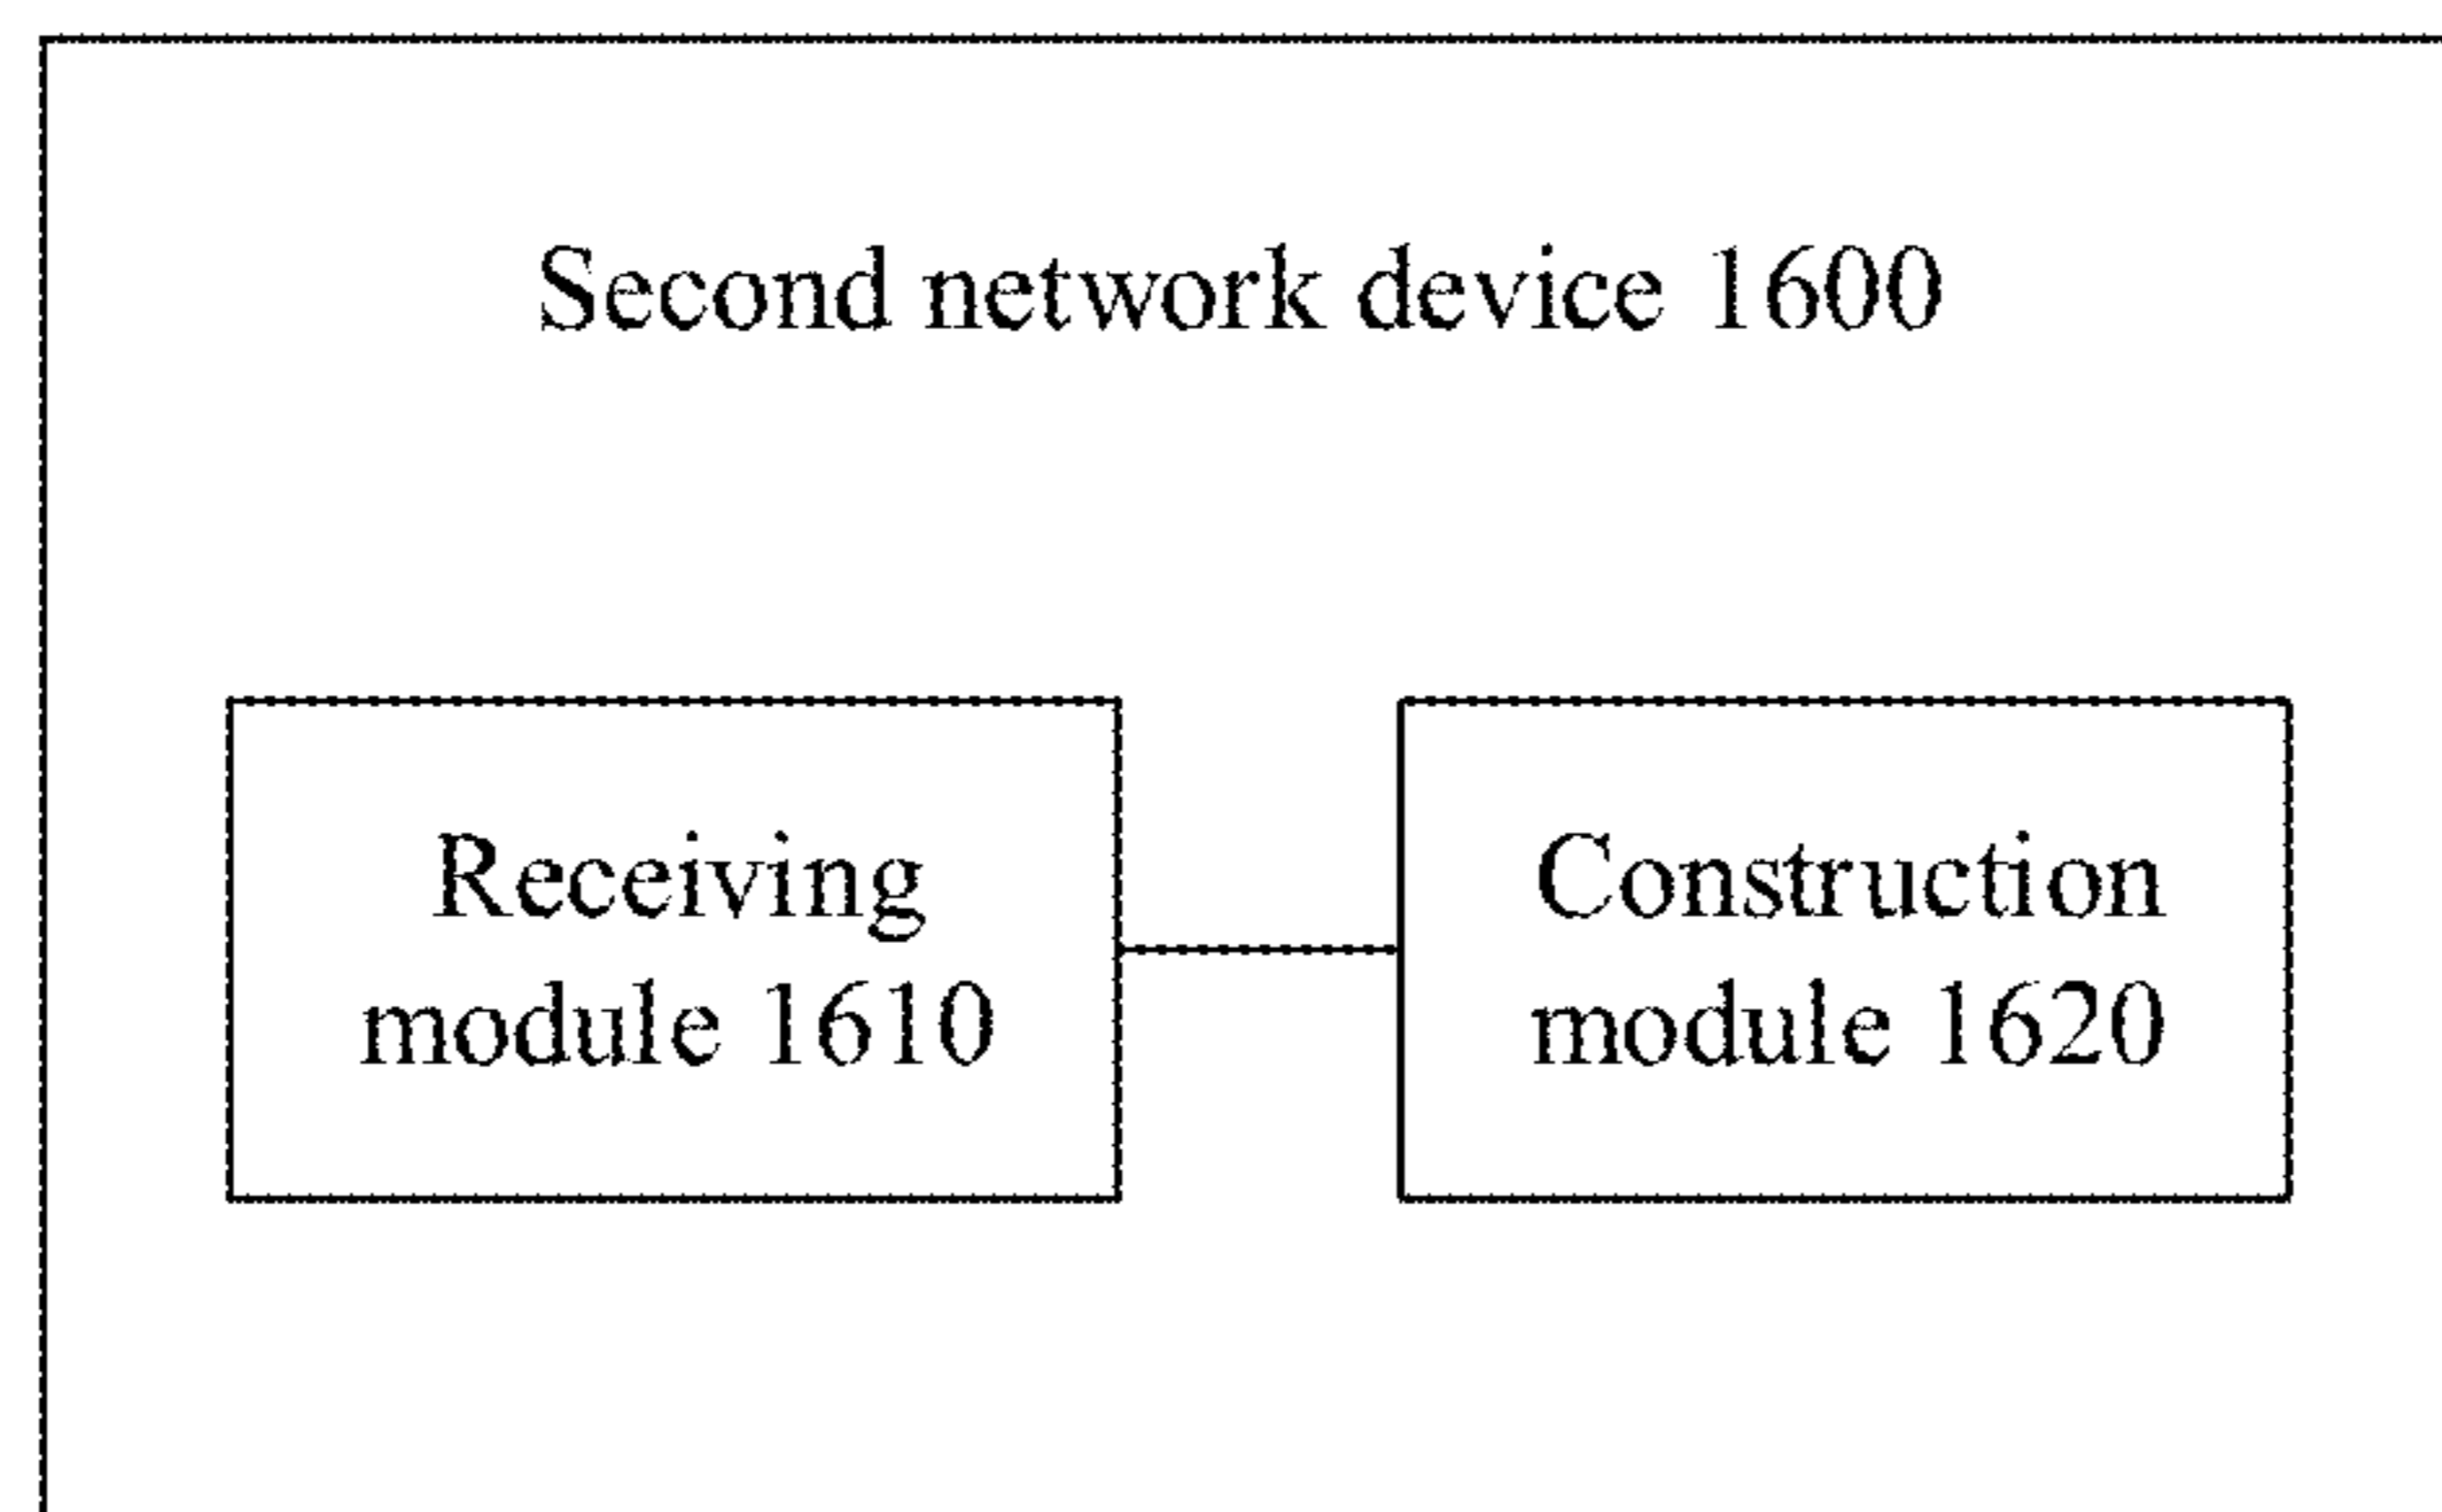 Second network device 1600
Receiving
module 1610
Construction
module 1620